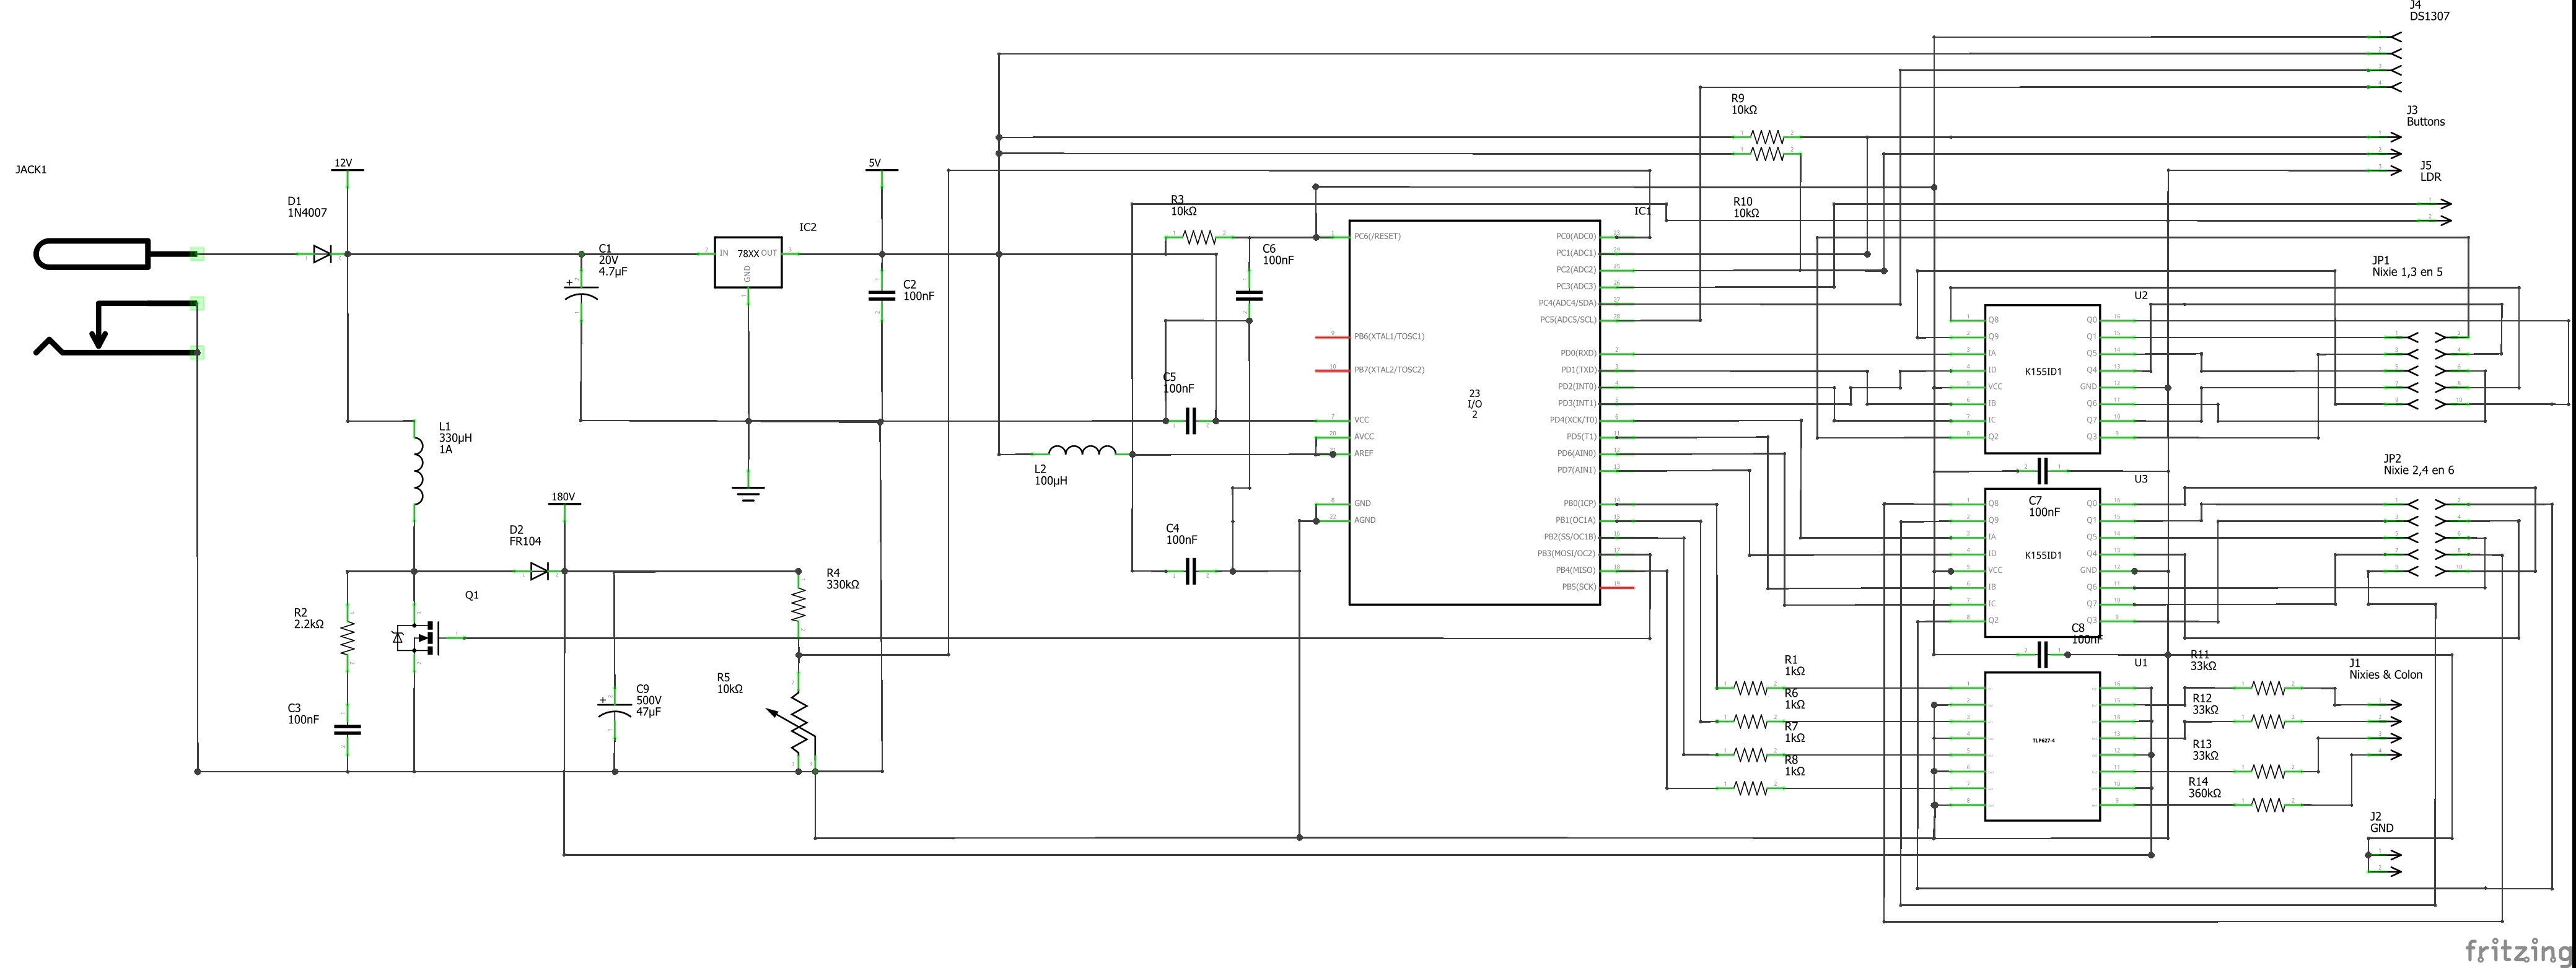 J4
DS1307
J3
Buttons
J5
LDR
JACK1
12V
D1
1N4007
C1
20V
4.7µF
IN
78XX
OUT
GND
IC2
5V
C2
100nF
R9
10kΩ
R10
10kΩ
R3
10kΩ
C6
100nF
C5
100nF
L2
100µH
C4
100nF
IC1
PC6(/RESET)
PB6(XTAL1/TOSC1)
PB7(XTAL2/TOSC2)
VCC
AVCC
AREF
GND
AGND
23
I/O
2
PC0(ADC0)
PC1(ADC1)
PC2(ADC2)
PC3(ADC3)
PC4(ADC4/SDA)
PC5(ADC5/SCL)
PD0(RXD)
PD1(TXD)
PD2(INT0)
PD3(INT1)
PD4(XCK/T0)
PD5(T1)
PD6(AIN0)
PD7(AIN1)
PB0(ICP)
PB1(OC1A)
PB2(SS/OC1B)
PB3(MOSI/OC2)
PB4(MISO)
PB5(SCK)
L1
330µH
1A
180V
D2
FR104
Q1
R2
2.2kΩ
C3
100nF
C9
500V
47µF
R4
330kΩ
R5
10kΩ
JP1
Nixie 1,3 en 5
U2
K155ID1
Q8
Q9
IA
ID
VCC
IB
IC
Q2
Q0
Q1
Q5
Q4
GND
Q6
Q7
Q3
JP2
Nixie 2,4 en 6
U3
C7
100nF
K155ID1
Q8
Q9
IA
ID
VCC
IB
IC
Q2
Q0
Q1
Q5
Q4
GND
Q6
Q7
Q3
C8
100nF
U1
TLP627-4
R1
1kΩ
R6
1kΩ
R7
1kΩ
R8
1kΩ
R11
33kΩ
R12
33kΩ
R13
33kΩ
R14
360kΩ
J1
Nixies & Colon
J2
GND
fritzing